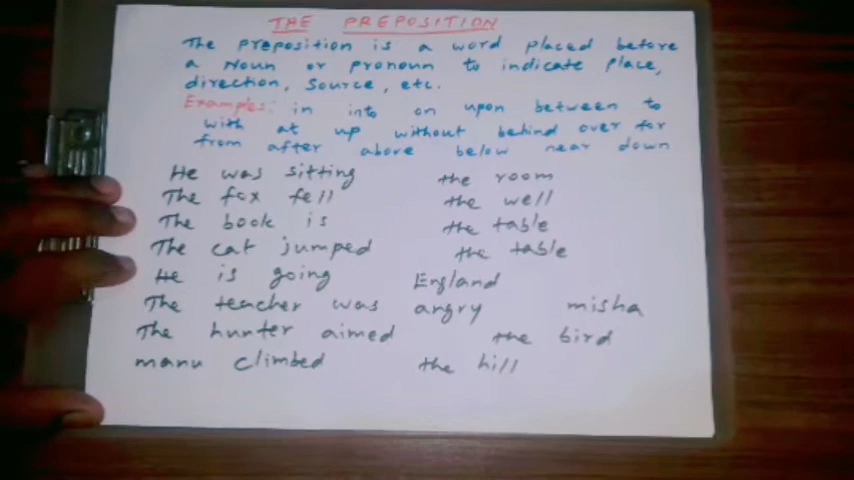 THE PREPOSITION
The preposition is a word placed before
a Noun or pronoun to indicate place,
direction, source, etc.
Examples: in into on upon between to
with at up without behind over for
from after above below near down
He was sitting the room
The fox fell the well
The book is the table
The cat jumped the table
He is going England
The teacher was angry misha
The hunter aimed the bird
manu climbed the hill